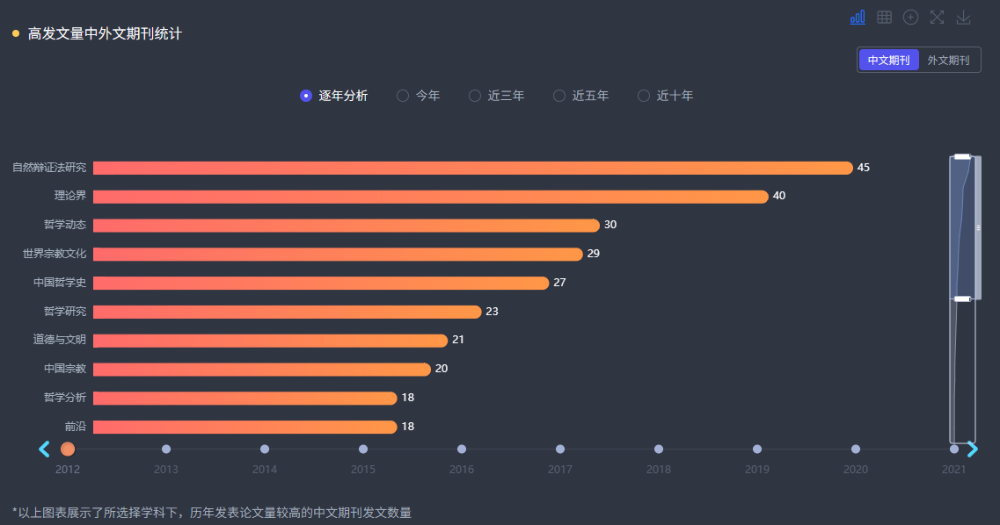 高发文量中外文期刊统计
中文期刊 外文期刊
逐年分析 今年 近三年 近五年 近十年
自然辩证法研究 45
理论界 40
哲学动态 30
世界宗教文化 29
中国哲学史 27
哲学研究 23
道德与文明 21
中国宗教 20
哲学分析 18
前沿 18
2012 2013 2014 2015 2016 2017 2018 2019 2020 2021
*以上图表展示了所选择学科下，历年发表论文量较高的中文期刊发文数量